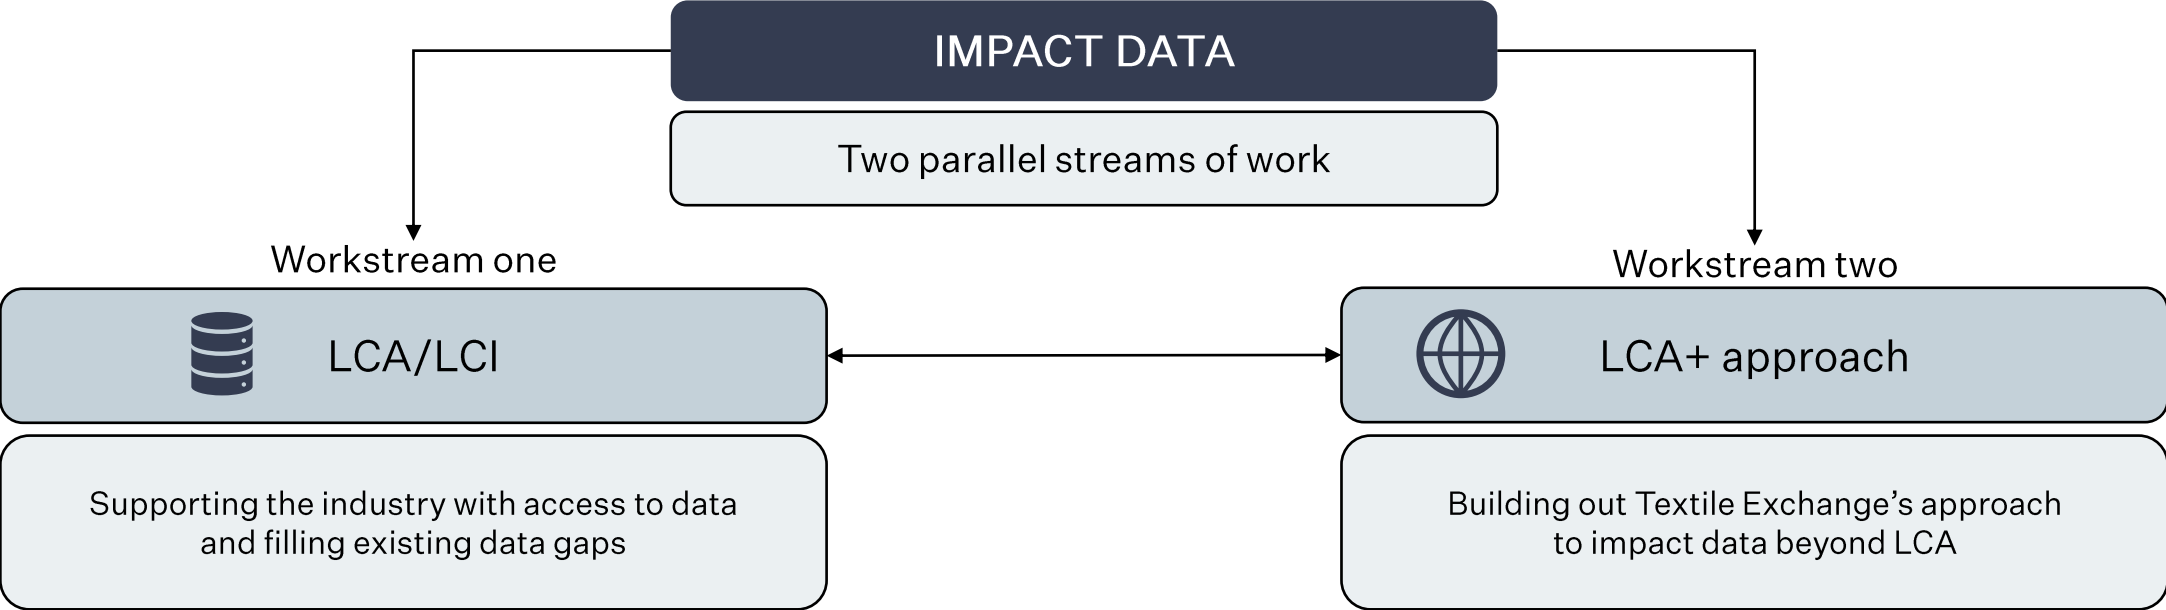 IMPACT DATA
Two parallel streams of work
Workstream one
LCA/LCI
Supporting the industry with access to data
and filling existing data gaps
Workstream two
LCA+ approach
Building out Textile Exchange’s approach
to impact data beyond LCA